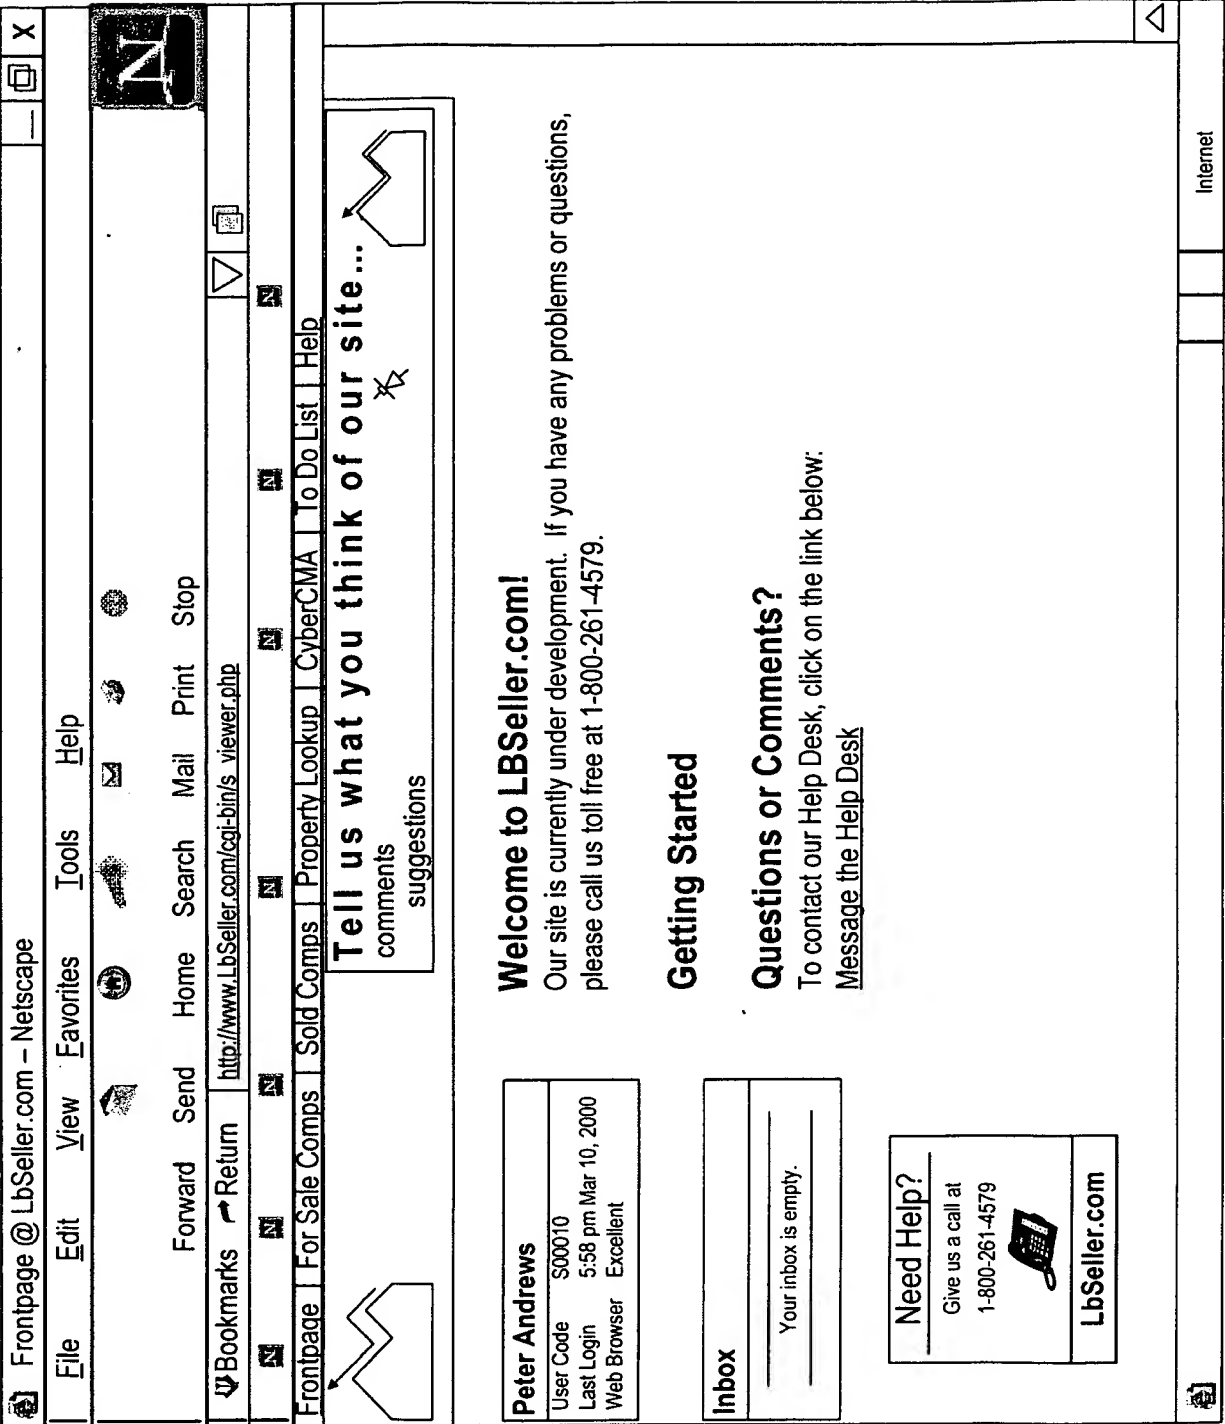 Frontpage @ LbSeller.com – Netscape
X
File Edit View Favorites Tools Help
N
Forward Send Home Search Mail Print Stop
Bookmarks Return http://www.LbSeller.com/cgi-bin/s_viewer.php
N N N N N N N
Frontpage | For Sale Comps | Sold Comps | Property Lookup | CyberCMA | To Do List | Help
Tell us what you think of our site...
comments
suggestions
Peter Andrews
User Code S00010
Last Login 5:58 pm Mar 10, 2000
Web Browser Excellent
Inbox
Your inbox is empty.
Need Help?
Give us a call at
1-800-261-4579
LbSeller.com
Welcome to LBSeller.com!
Our site is currently under development. If you have any problems or questions,
please call us toll free at 1-800-261-4579.
Getting Started
Questions or Comments?
To contact our Help Desk, click on the link below:
Message the Help Desk
Internet